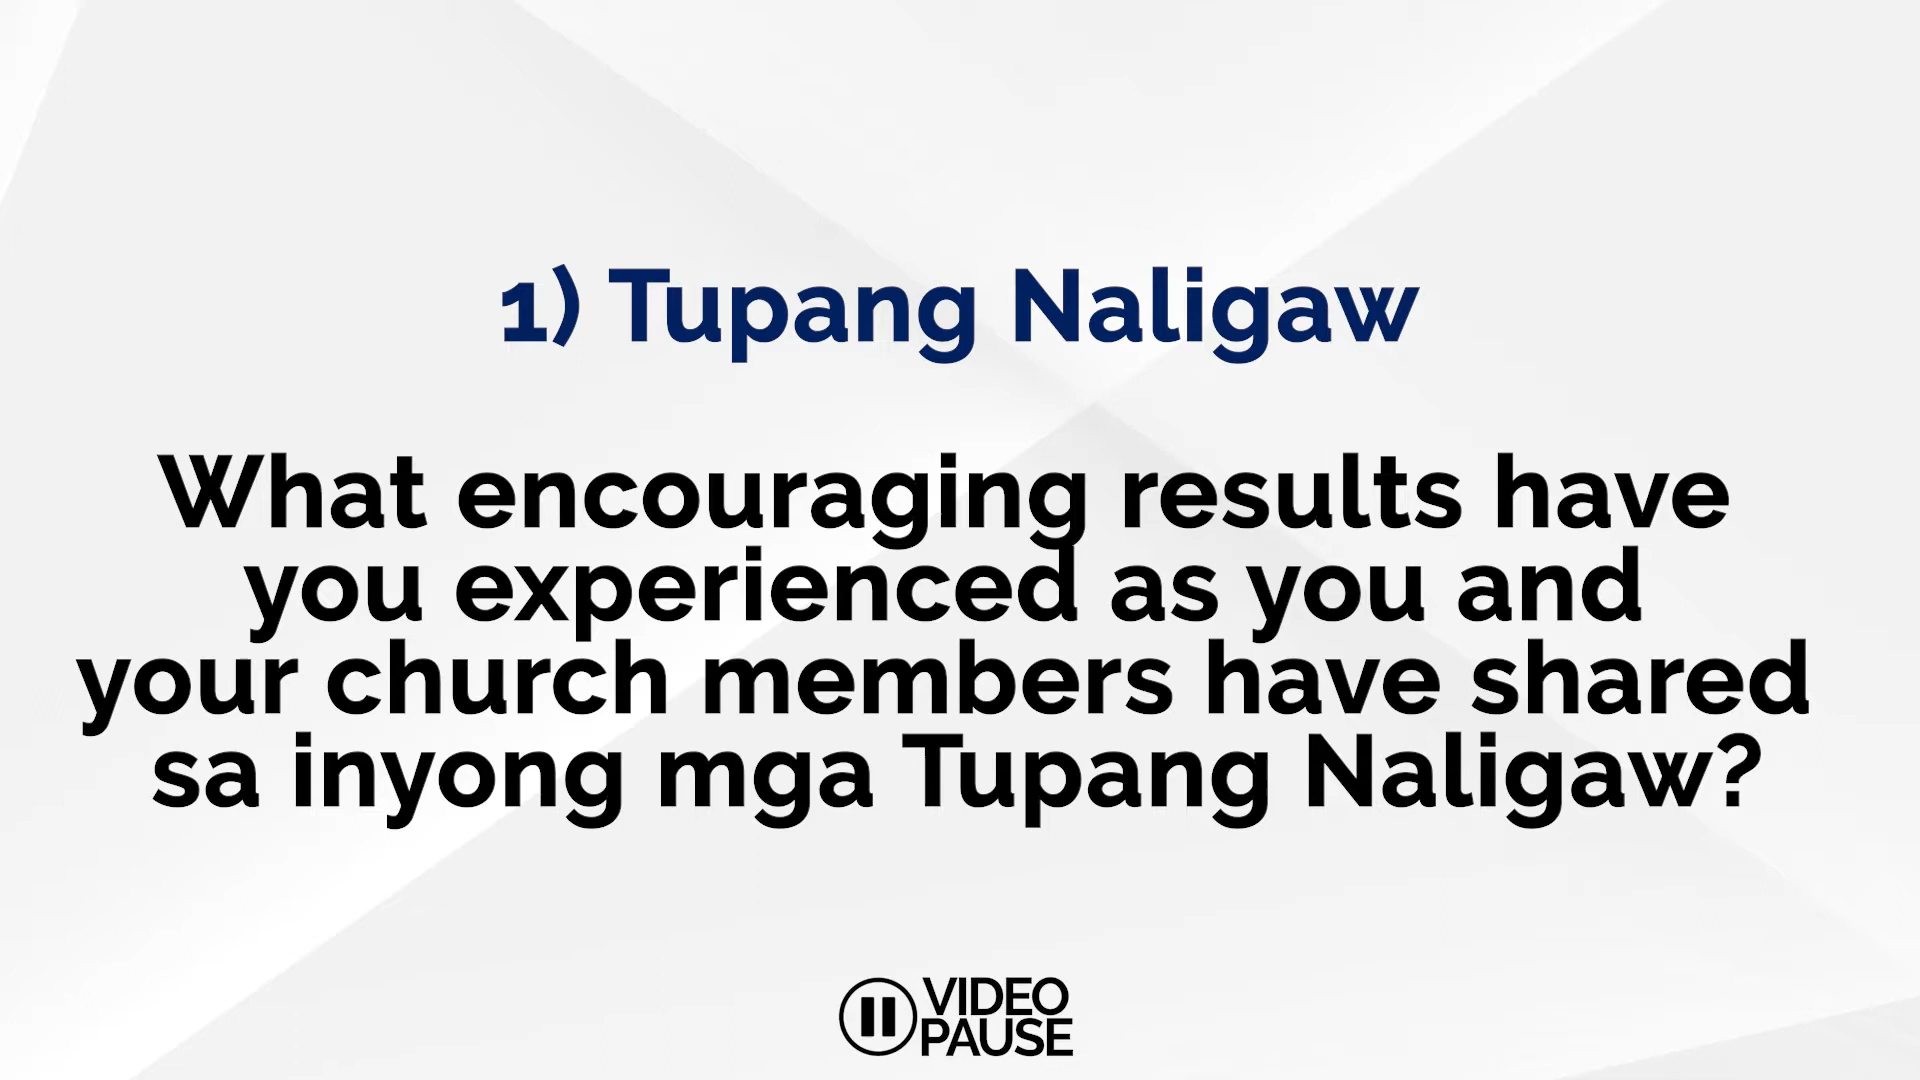 1) Tupang Naligaw
What encouraging results have
you experienced as you and
your church members have shared
sa inyong mga Tupang Naligaw?
VIDEO
PAUSE